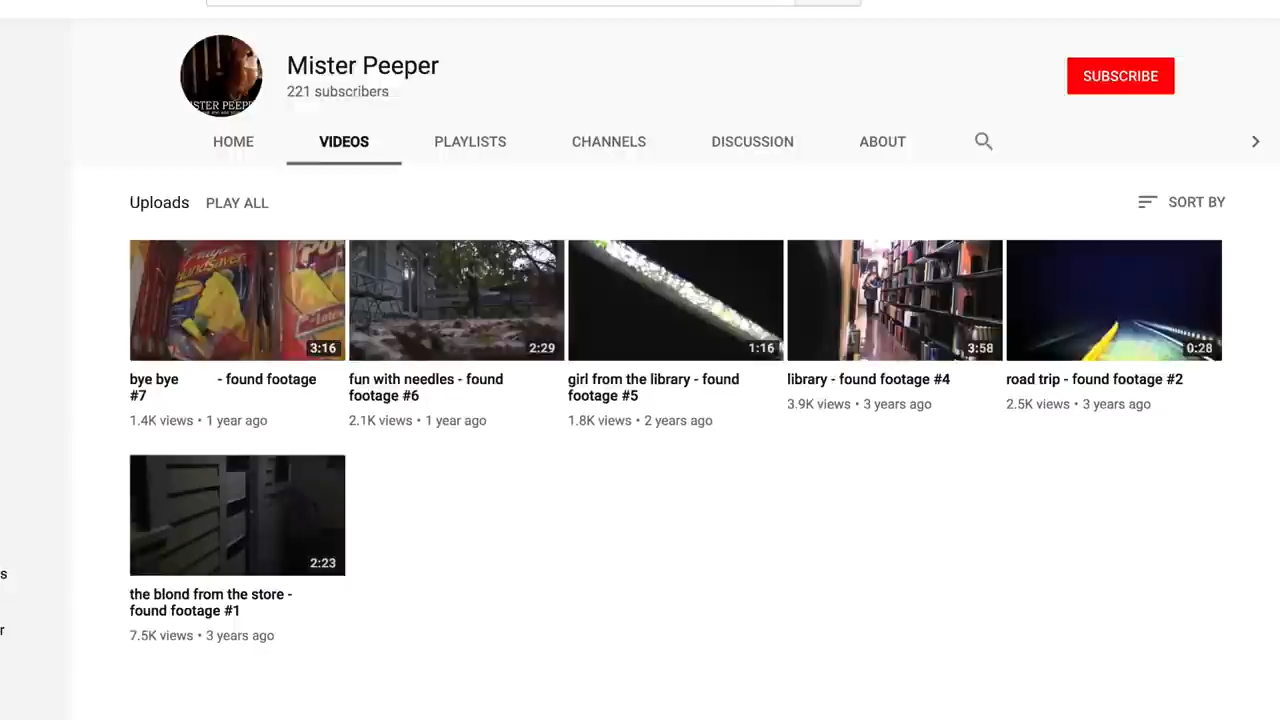 Mister Peeper
221 subscribers
SUBSCRIBE
HOME
VIDEOS
PLAYLISTS
CHANNELS
DISCUSSION
ABOUT
Uploads
PLAY ALL
SORT BY
3:16
2:29
1:16
3:58
0:28
bye bye - found footage
#7
1.4K views • 1 year ago
fun with needles - found
footage #6
2.1K views • 1 year ago
girl from the library - found
footage #5
1.8K views • 2 years ago
library - found footage #4
3.9K views • 3 years ago
road trip - found footage #2
2.5K views • 3 years ago
2:23
the blond from the store -
found footage #1
7.5K views • 3 years ago
s
r